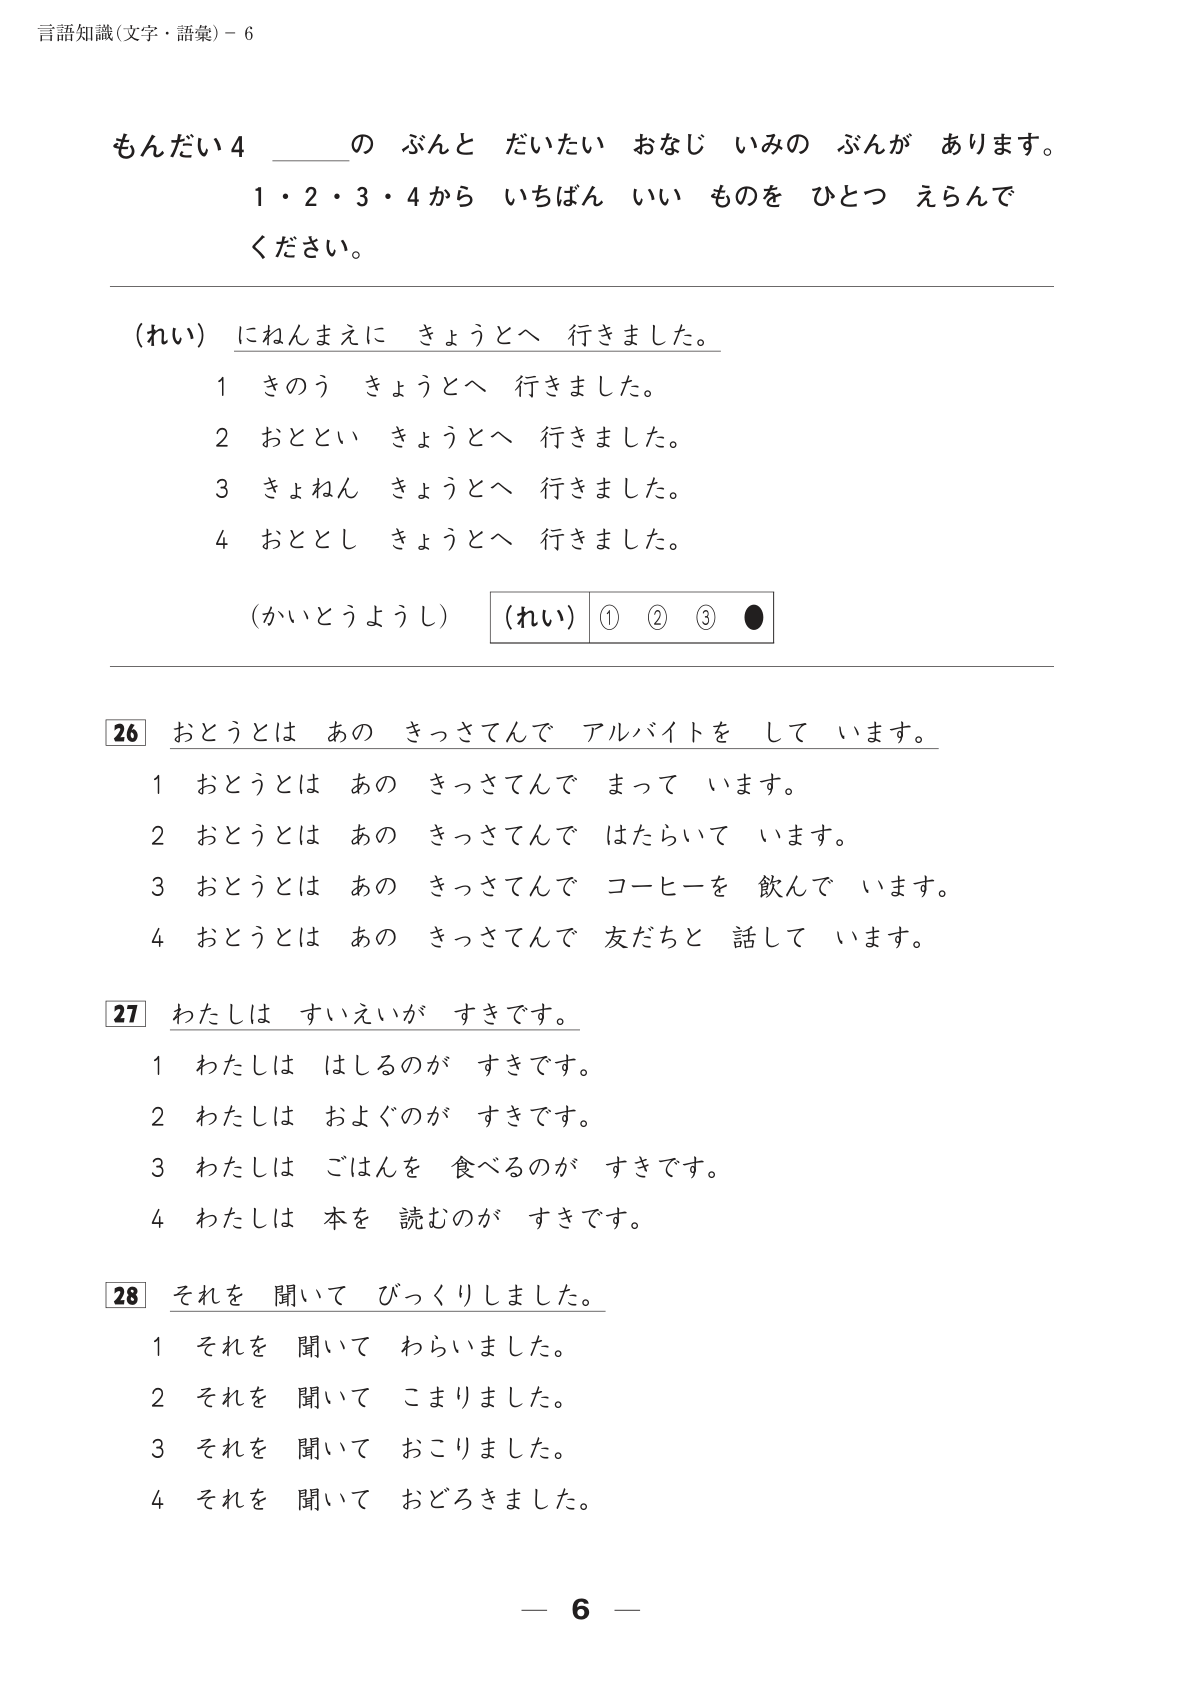 言語知識(文字・語彙)－ 6
もんだい4　＿＿＿の　ぶんと　だいたい　おなじ　いみの　ぶんが　あります。
1・2・3・4から　いちばん　いい　ものを　ひとつ　えらんで
ください。
(れい)　にねんまえに　きょうとへ　行きました。
1　きのう　きょうとへ　行きました。
2　おととい　きょうとへ　行きました。
3　きょねん　きょうとへ　行きました。
4　おととし　きょうとへ　行きました。
(かいとうようし)　(れい)　①　②　③　●
26　おとうとは　あの　きっさてんで　アルバイトを　して　います。
1　おとうとは　あの　きっさてんで　まって　います。
2　おとうとは　あの　きっさてんで　はたらいて　います。
3　おとうとは　あの　きっさてんで　コーヒーを　飲んで　います。
4　おとうとは　あの　きっさてんで　友だちと　話して　います。
27　わたしは　すいえいが　すきです。
1　わたしは　はしるのが　すきです。
2　わたしは　およぐのが　すきです。
3　わたしは　ごはんを　食べるのが　すきです。
4　わたしは　本を　読むのが　すきです。
28　それを　聞いて　びっくりしました。
1　それを　聞いて　わらいました。
2　それを　聞いて　こまりました。
3　それを　聞いて　おこりました。
4　それを　聞いて　おどろきました。
— 6 —